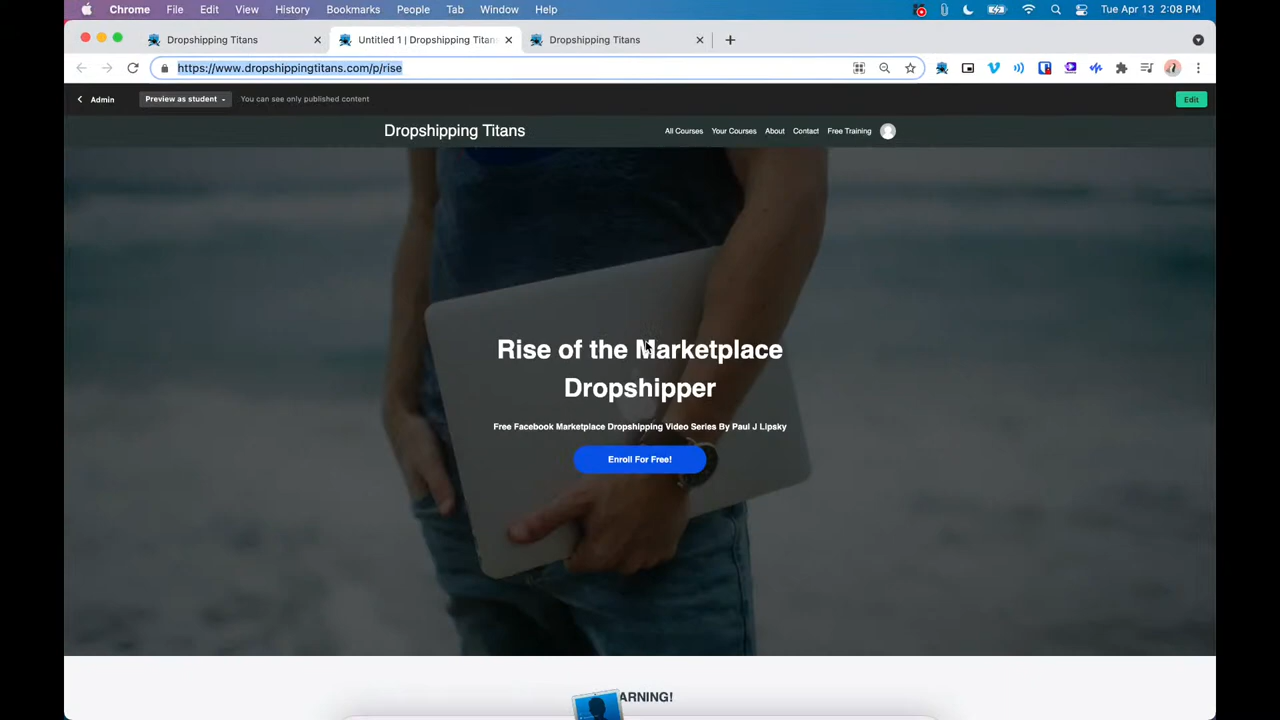 Chrome File Edit View History Bookmarks People Tab Window Help Tue Apr 13 2:08 PM
Dropshipping Titans Untitled 1 | Dropshipping Titans Dropshipping Titans
https://www.dropshippingtitans.com/p/rise
Admin Preview as student You can see only published content Edit
Dropshipping Titans All Courses Your Courses About Contact Free Training
Rise of the Marketplace
Dropshipper
Free Facebook Marketplace Dropshipping Video Series By Paul J Lipsky
Enroll For Free!
ARNING!